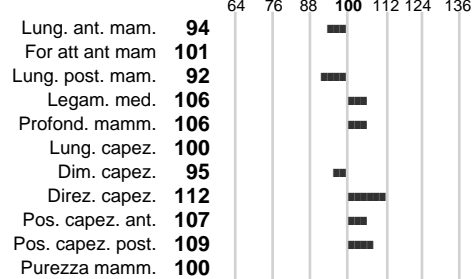 64 76 88 100 112 124 136
Lung. ant. mam. 94
For att ant mam 101
Lung. post. mam. 92
Legam. med. 106
Profond. mamm. 106
Lung. capez. 100
Dim. capez. 95
Direz. capez. 112
Pos. capez. ant. 107
Pos. capez. post. 109
Purezza mamm. 100